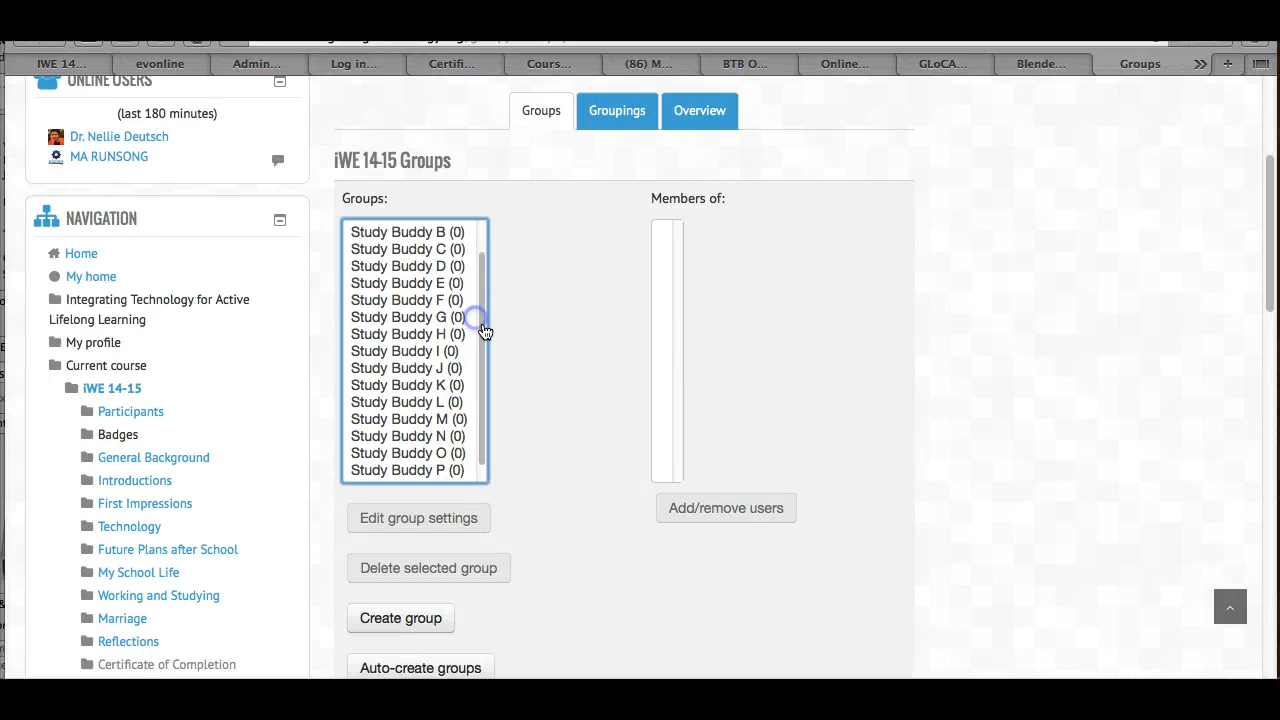 IWE 14...
evonline
Admin...
Log in...
Certifi...
Cours...
(86) M...
BTB O...
Online...
GLoCA...
Blende...
Groups
ONLINE USERS
(last 180 minutes)
Dr. Nellie Deutsch
MA RUNSONG
NAVIGATION
Home
My home
Integrating Technology for Active
Lifelong Learning
My profile
Current course
iWE 14-15
Participants
Badges
General Background
Introductions
First Impressions
Technology
Future Plans after School
My School Life
Working and Studying
Marriage
Reflections
Certificate of Completion
Groups
Groupings
Overview
iWE 14-15 Groups
Groups:
Study Buddy B (0)
Study Buddy C (0)
Study Buddy D (0)
Study Buddy E (0)
Study Buddy F (0)
Study Buddy G (0)
Study Buddy H (0)
Study Buddy I (0)
Study Buddy J (0)
Study Buddy K (0)
Study Buddy L (0)
Study Buddy M (0)
Study Buddy N (0)
Study Buddy O (0)
Study Buddy P (0)
Edit group settings
Delete selected group
Create group
Auto-create groups
Members of:
Add/remove users